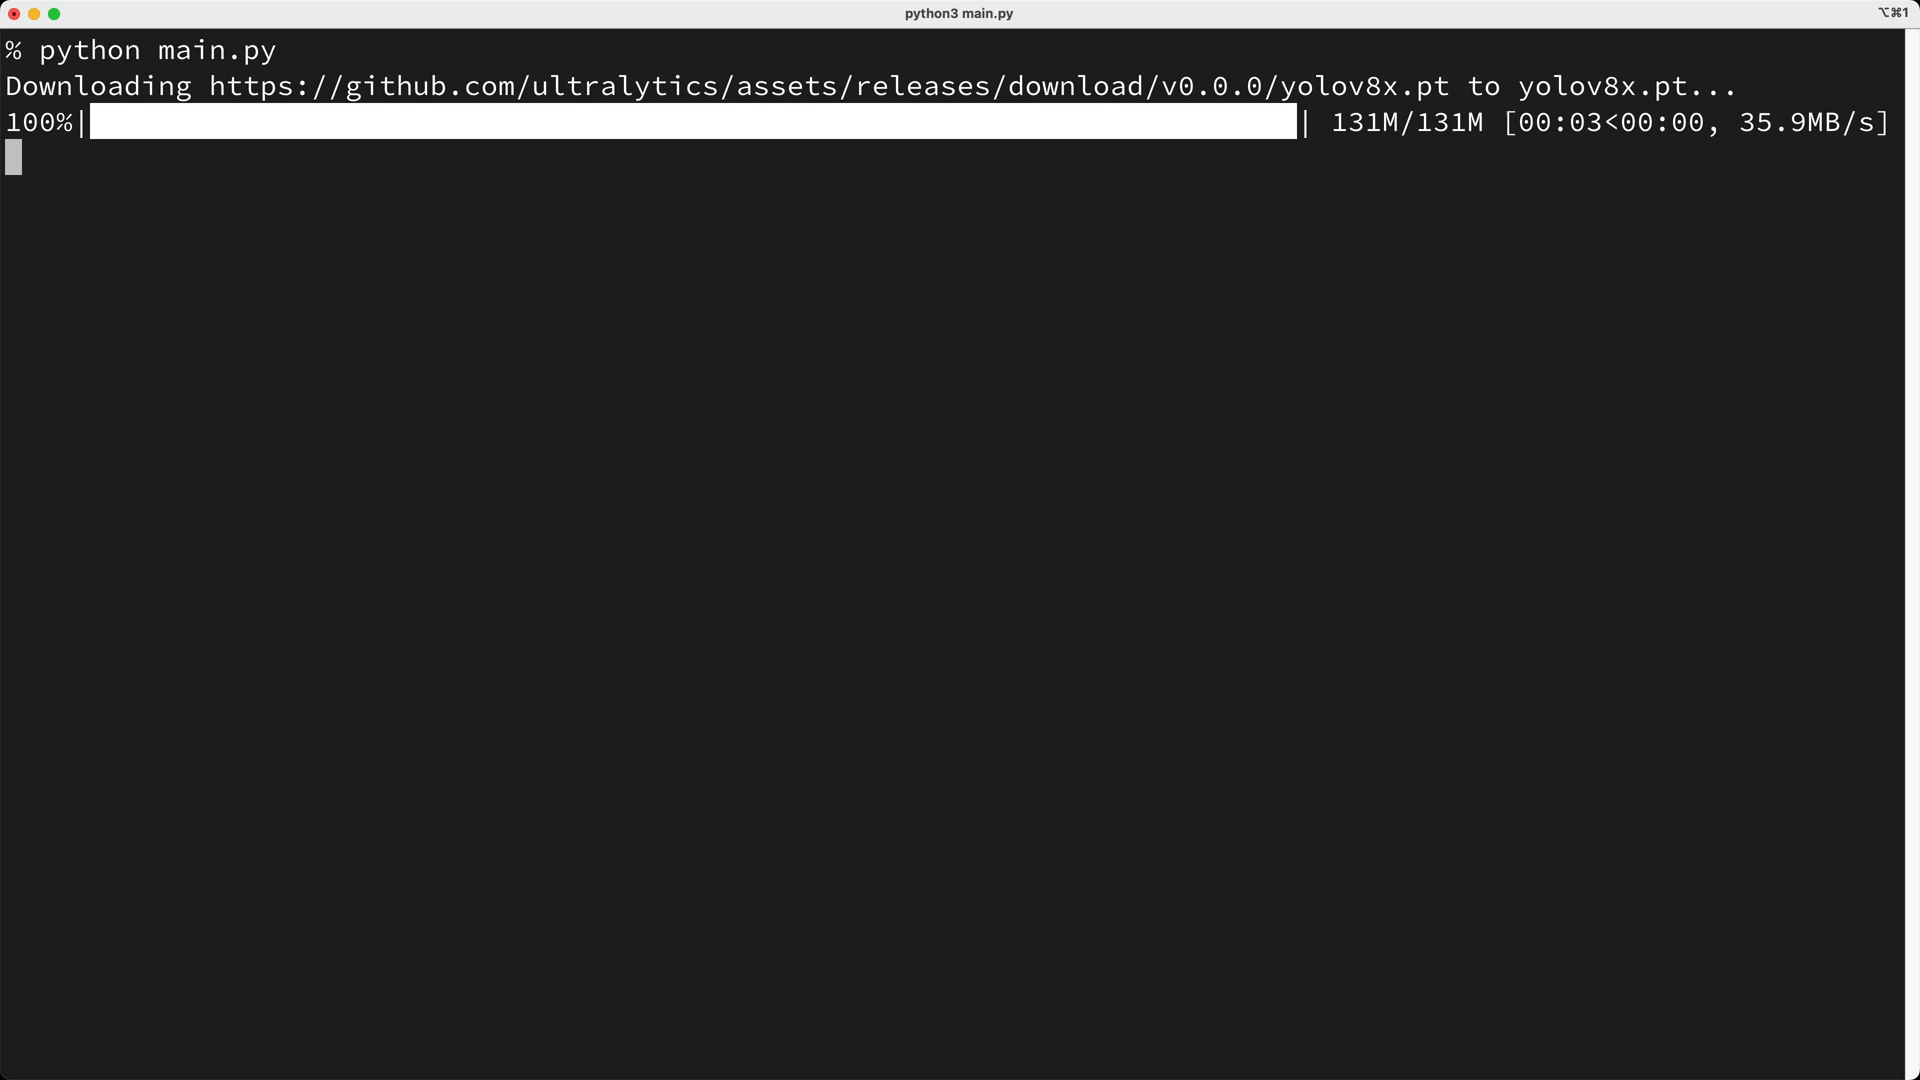 python3 main.py
⌥⌘1
% python main.py
Downloading https://github.com/ultralytics/assets/releases/download/v0.0.0/yolov8x.pt to yolov8x.pt...
100%|██████████| 131M/131M [00:03<00:00, 35.9MB/s]